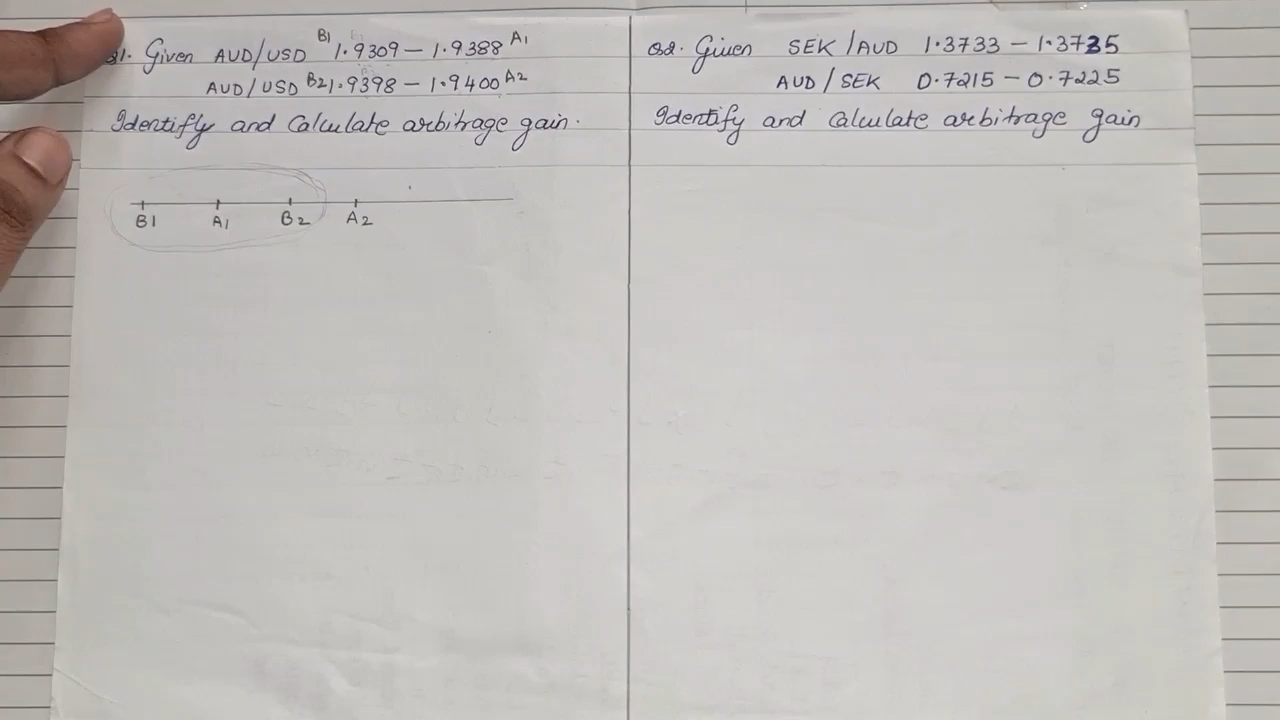 Q1. Given AUD/USD B1 1.9309 - 1.9388 A1
AUD/USD B2 1.9398 - 1.9400 A2
Identifly and Calculate arbitrage gain.
B1 A1 B2 A2
Q2. Given SEK/AUD 1.3733 - 1.3735
AUD/SEK 0.7215 - 0.7225
Identify and Calculate arbitrage gain